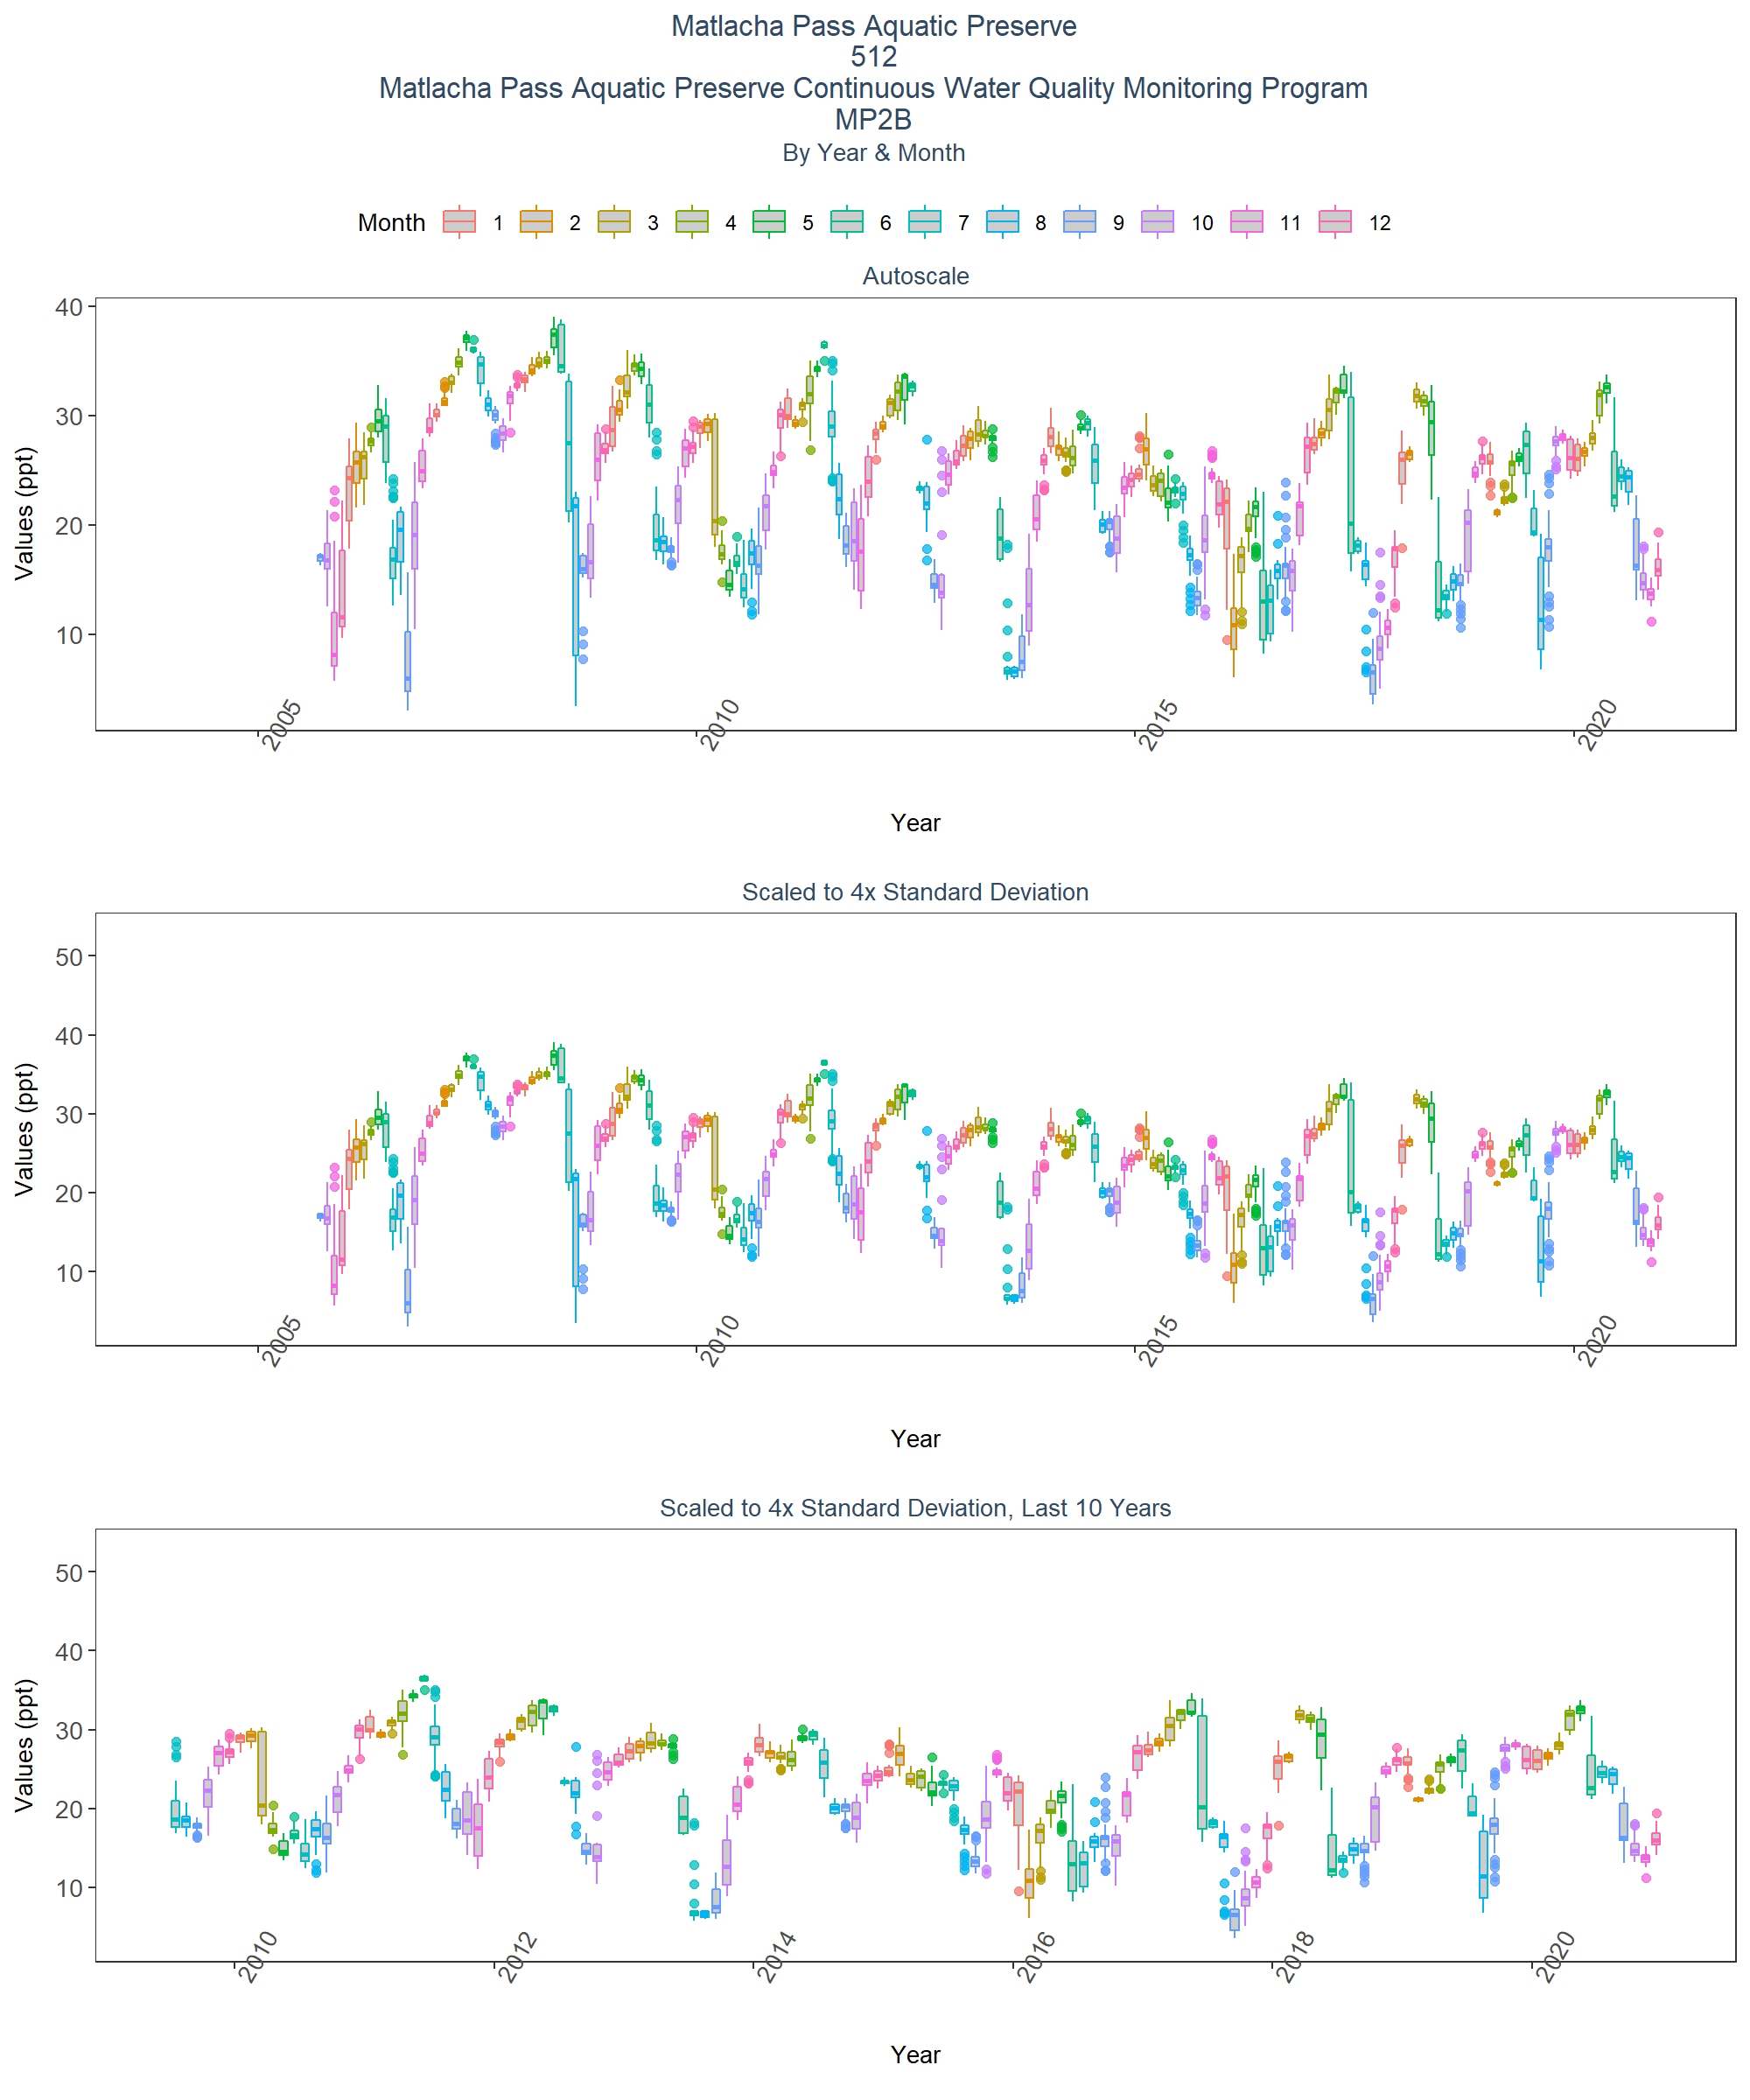 Matlacha Pass Aquatic Preserve
512
Matlacha Pass Aquatic Preserve Continuous Water Quality Monitoring Program
MP2B
By Year & Month
Month 1 2 3 4 5 6 7 8 9 10 11 12
Autoscale
Values (ppt)
40
30
20
10
2005 2010 2015 2020
Year
Scaled to 4x Standard Deviation
Values (ppt)
50
40
30
20
10
2005 2010 2015 2020
Year
Scaled to 4x Standard Deviation, Last 10 Years
Values (ppt)
50
40
30
20
10
2010 2012 2014 2016 2018 2020
Year